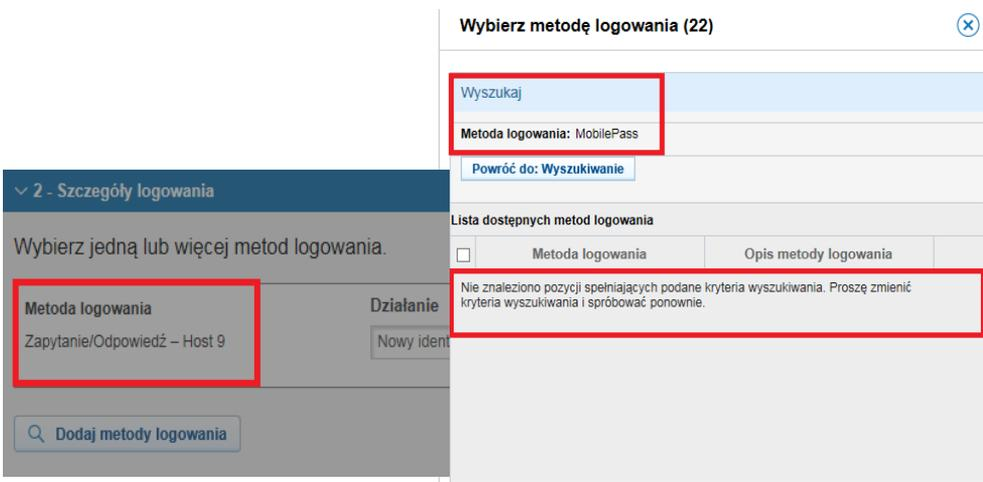 Wybierz metodę logowania (22)
Wyszukaj
Metoda logowania: MobilePass
Powróć do: Wyszukiwanie
Lista dostępnych metod logowania
Metoda logowania Opis metody logowania
Nie znaleziono pozycji spełniających podane kryteria wyszukiwania. Proszę zmienić
kryteria wyszukiwania i spróbować ponownie.
2 - Szczegóły logowania
Wybierz jedną lub więcej metod logowania.
Metoda logowania Działanie
Zapytanie/Odpowiedź – Host 9 Nowy ident
Dodaj metody logowania